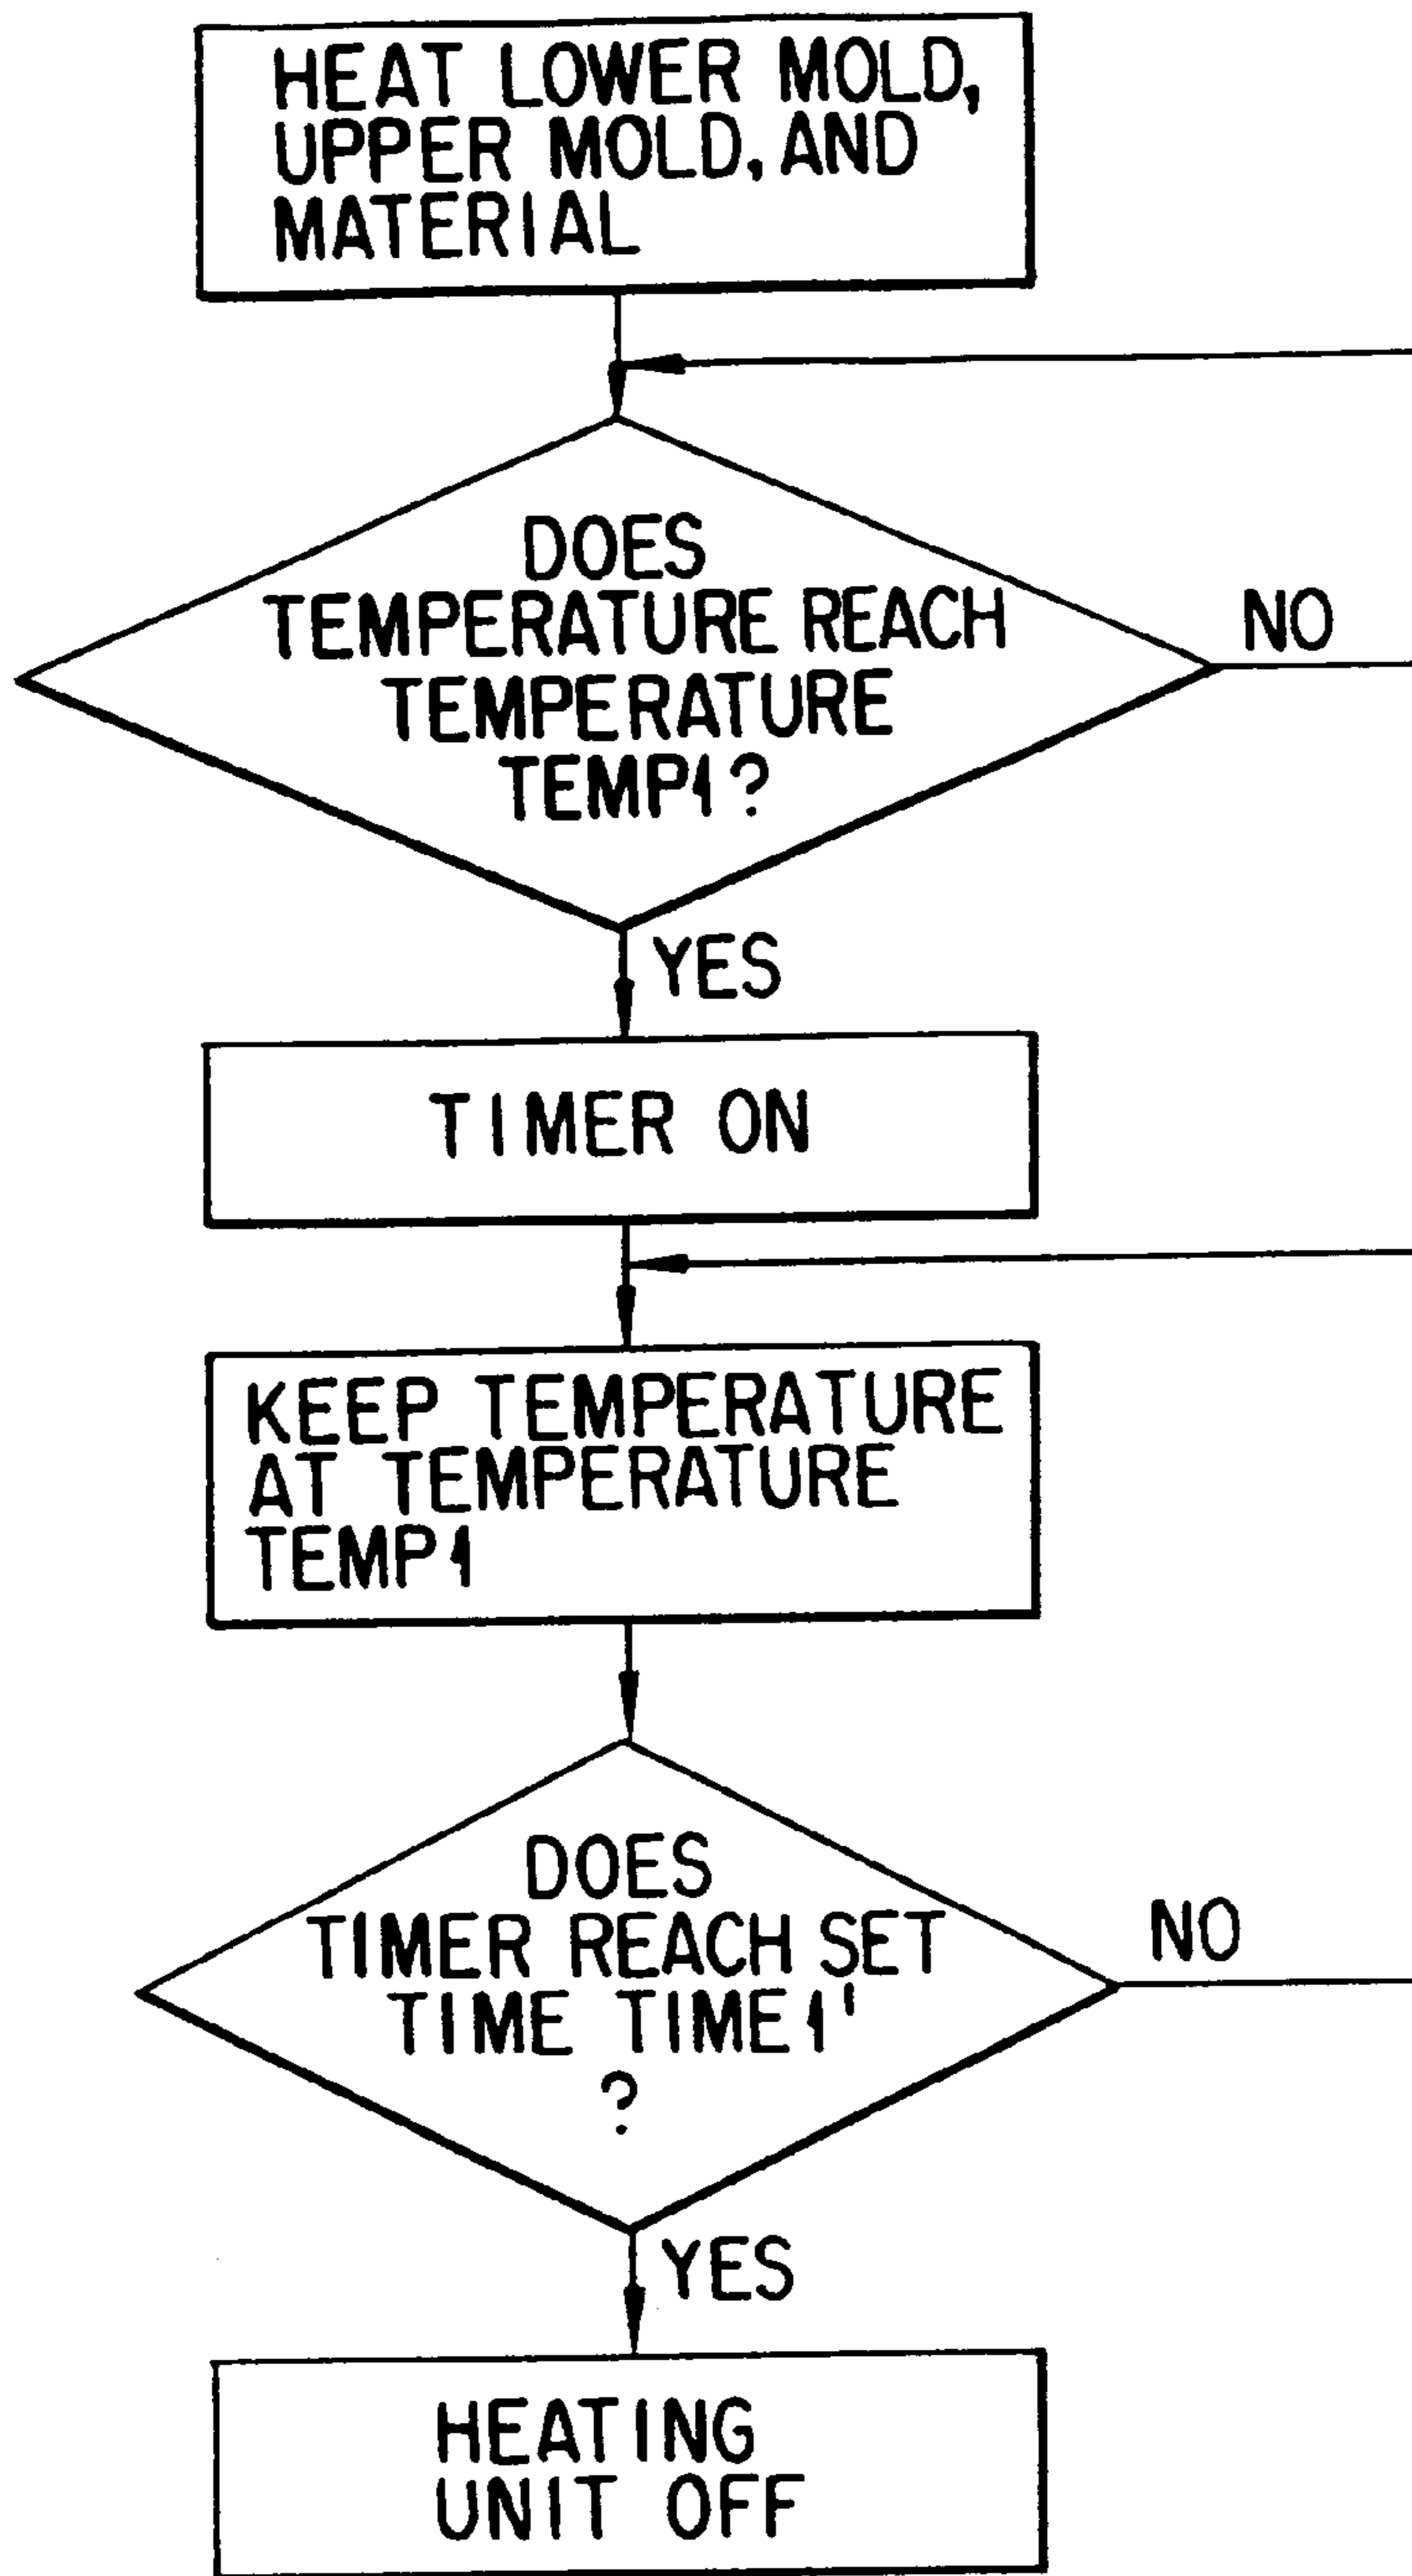 HEAT LOWER MOLD,
UPPER MOLD, AND
MATERIAL
DOES
TEMPERATURE REACH
TEMPERATURE
TEMP1?
NO
YES
TIMER ON
KEEP TEMPERATURE
AT TEMPERATURE
TEMP1
DOES
TIMER REACH SET
TIME TIME1'
?
NO
YES
HEATING
UNIT OFF